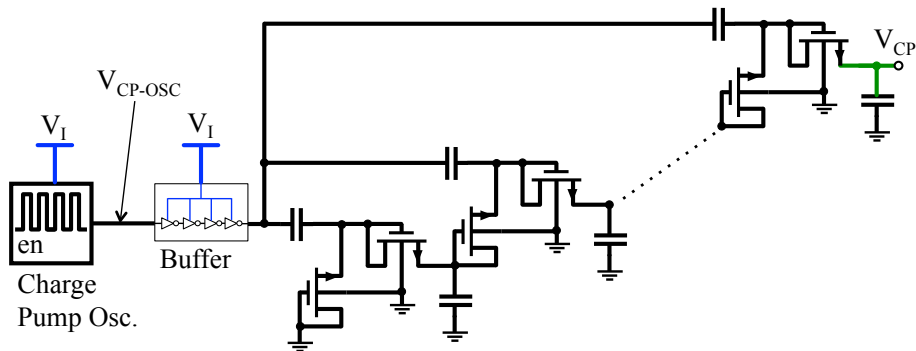 V_CP
V_CP-OSC
V_I
V_I
en
Buffer
Charge
Pump Osc.